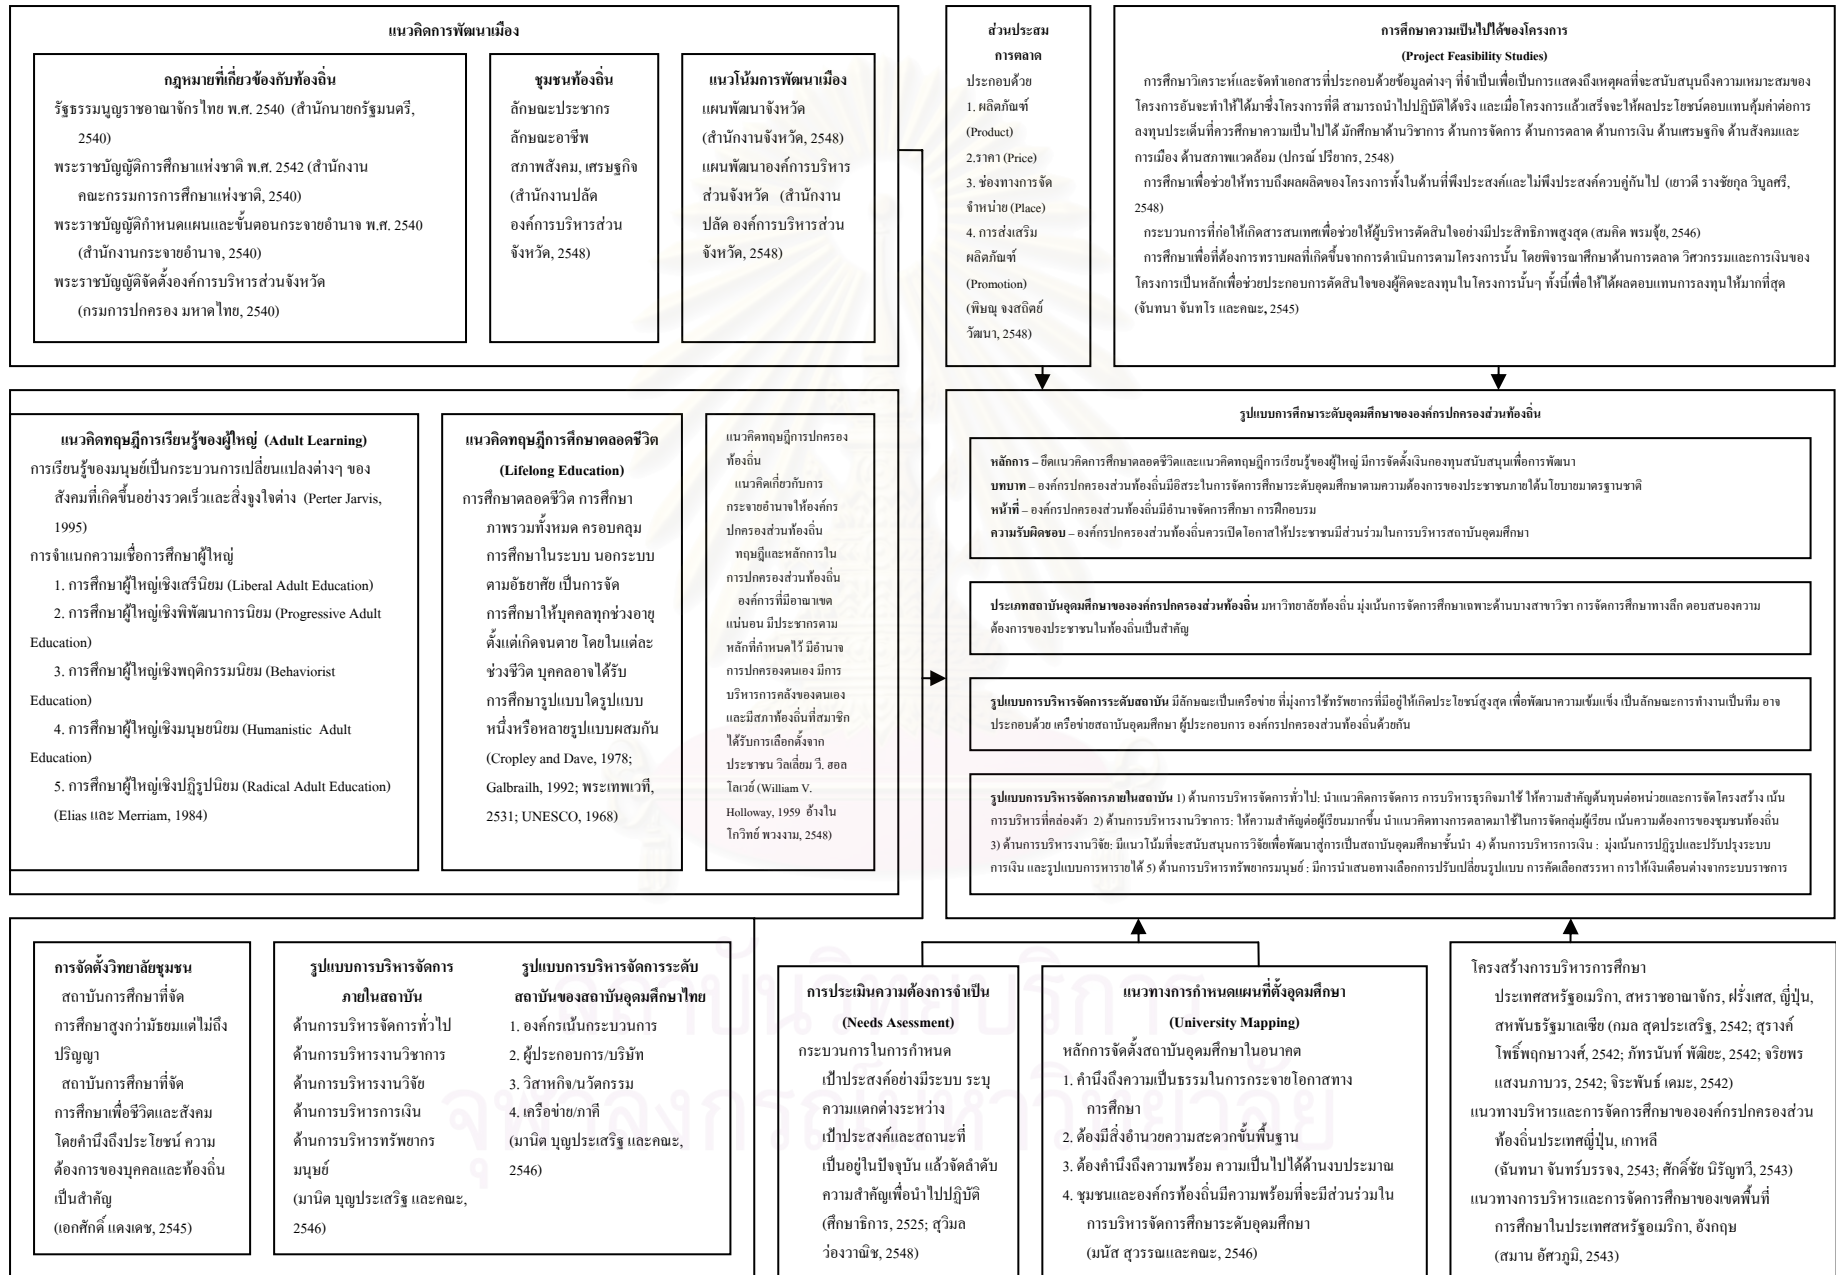 แนวคิดการพัฒนาเมือง
กฎหมายที่เกี่ยวข้องกับท้องถิ่น
รัฐธรรมนูญราชอาณาจักรไทย พ.ศ. 2540 (สำนักนายกรัฐมนตรี,
2540)
พระราชบัญญัติการศึกษาแห่งชาติ พ.ศ. 2542 (สำนักงาน
คณะกรรมการการศึกษาแห่งชาติ, 2540)
พระราชบัญญัติกำหนดแผนและขั้นตอนกระจายอำนาจ พ.ศ. 2540
(สำนักงานกระจายอำนาจ, 2540)
พระราชบัญญัติจัดตั้งองค์การบริหารส่วนจังหวัด
(กรมการปกครอง มหาดไทย, 2540)
ชุมชนท้องถิ่น
ลักษณะประชากร
ลักษณะอาชีพ
สภาพสังคม, เศรษฐกิจ
(สำนักงานปลัด
องค์การบริหารส่วน
จังหวัด, 2548)
แนวโน้มการพัฒนาเมือง
แผนพัฒนาจังหวัด
(สำนักงานจังหวัด, 2548)
แผนพัฒนาองค์การบริหาร
ส่วนจังหวัด (สำนักงาน
ปลัด องค์การบริหารส่วน
จังหวัด, 2548)
ส่วนประสม
การตลาด
ประกอบด้วย
1. ผลิตภัณฑ์
(Product)
2.ราคา (Price)
3. ช่องทางการจัด
จำหน่าย (Place)
4. การส่งเสริม
ผลิตภัณฑ์
(Promotion)
(พิษณุ จงสถิตย์
วัฒนา, 2548)
การศึกษาความเป็นไปได้ของโครงการ
(Project Feasibility Studies)
การศึกษาวิเคราะห์และจัดทำเอกสารที่ประกอบด้วยข้อมูลต่างๆ ที่จำเป็นเพื่อเป็นการแสดงถึงเหตุผลที่จะสนับสนุนถึงความเหมาะสมของ
โครงการอันจะทำให้ได้มาซึ่งโครงการที่ดี สามารถนำไปปฏิบัติได้จริง และเมื่อโครงการแล้วเสร็จจะให้ผลประโยชน์ตอบแทนคุ้มค่าต่อการ
ลงทุนประเด็นที่ควรศึกษาความเป็นไปได้ มักศึกษาด้านวิชาการ ด้านการจัดการ ด้านการตลาด ด้านการเงิน ด้านเศรษฐกิจ ด้านสังคมและ
การเมือง ด้านสภาพแวดล้อม (ปกรณ์ ปรียากร, 2548)
การศึกษาเพื่อช่วยให้ทราบถึงผลผลิตของโครงการทั้งในด้านที่พึงประสงค์และไม่พึงประสงค์ควบคู่กันไป (เยาวดี รางชัยกุล วิบูลศรี,
2548)
กระบวนการที่ก่อให้เกิดสารสนเทศเพื่อช่วยให้ผู้บริหารตัดสินใจอย่างมีประสิทธิภาพสูงสุด (สมคิด พรมจุ้ย, 2546)
การศึกษาเพื่อที่ต้องการทราบผลที่เกิดขึ้นจากการดำเนินการตามโครงการนั้น โดยพิจารณาศึกษาด้านการตลาด วิศวกรรมและการเงินของ
โครงการเป็นหลักเพื่อช่วยประกอบการตัดสินใจของผู้คิดจะลงทุนในโครงการนั้นๆ ทั้งนี้เพื่อให้ได้ผลตอบแทนการลงทุนให้มากที่สุด
(จันทนา จันทโร และคณะ, 2545)
แนวคิดทฤษฎีการเรียนรู้ของผู้ใหญ่ (Adult Learning)
การเรียนรู้ของมนุษย์เป็นกระบวนการเปลี่ยนแปลงต่างๆ ของ
สังคมที่เกิดขึ้นอย่างรวดเร็วและสิ่งจูงใจต่าง (Perter Jarvis,
1995)
การจำแนกความเชื่อการศึกษาผู้ใหญ่
1. การศึกษาผู้ใหญ่เชิงเสรีนิยม (Liberal Adult Education)
2. การศึกษาผู้ใหญ่เชิงพิพัฒนาการนิยม (Progressive Adult
Education)
3. การศึกษาผู้ใหญ่เชิงพฤติกรรมนิยม (Behaviorist
Education)
4. การศึกษาผู้ใหญ่เชิงมนุษยนิยม (Humanistic Adult
Education)
5. การศึกษาผู้ใหญ่เชิงปฏิรูปนิยม (Radical Adult Education)
(Elias และ Merriam, 1984)
แนวคิดทฤษฎีการศึกษาตลอดชีวิต
(Lifelong Education)
การศึกษาตลอดชีวิต การศึกษา
ภาพรวมทั้งหมด ครอบคลุม
การศึกษาในระบบ นอกระบบ
ตามอัธยาศัย เป็นการจัด
การศึกษาให้บุคคลทุกช่วงอายุ
ตั้งแต่เกิดจนตาย โดยในแต่ละ
ช่วงชีวิต บุคคลอาจได้รับ
การศึกษารูปแบบใดรูปแบบ
หนึ่งหรือหลายรูปแบบผสมกัน
(Cropley and Dave, 1978;
Galbrailh, 1992; พระเทพเวที,
2531; UNESCO, 1968)
แนวคิดทฤษฎีการปกครอง
ท้องถิ่น
แนวคิดเกี่ยวกับการ
กระจายอำนาจให้องค์กร
ปกครองส่วนท้องถิ่น
ทฤษฎีและหลักการใน
การปกครองส่วนท้องถิ่น
องค์การที่มีอาณาเขต
แน่นอน มีประชากรตาม
หลักที่กำหนดไว้ มีอำนาจ
การปกครองตนเอง มีการ
บริหารการคลังของตนเอง
และมีสภาท้องถิ่นที่สมาชิก
ได้รับการเลือกตั้งจาก
ประชาชน วิลเลี่ยม วี. ฮอล
โลเวย์ (William V.
Holloway, 1959 อ้างใน
โกวิทย์ พวงงาม, 2548)
รูปแบบการศึกษาระดับอุดมศึกษาขององค์กรปกครองส่วนท้องถิ่น
หลักการ – ยึดแนวคิดการศึกษาตลอดชีวิตและแนวคิดทฤษฎีการเรียนรู้ของผู้ใหญ่ มีการจัดตั้งเงินกองทุนสนับสนุนเพื่อการพัฒนา
บทบาท – องค์กรปกครองส่วนท้องถิ่นมีอิสระในการจัดการศึกษาระดับอุดมศึกษาตามความต้องการของประชาชนภายใต้นโยบายมาตรฐานชาติ
หน้าที่ – องค์กรปกครองส่วนท้องถิ่นมีอำนาจจัดการศึกษา การฝึกอบรม
ความรับผิดชอบ – องค์กรปกครองส่วนท้องถิ่นควรเปิดโอกาสให้ประชาชนมีส่วนร่วมในการบริหารสถาบันอุดมศึกษา
ประเภทสถาบันอุดมศึกษาขององค์กรปกครองส่วนท้องถิ่น มหาวิทยาลัยท้องถิ่น มุ่งเน้นการจัดการศึกษาเฉพาะด้านบางสาขาวิชา การจัดการศึกษาทางลึก ตอบสนองความ
ต้องการของประชาชนในท้องถิ่นเป็นสำคัญ
รูปแบบการบริหารจัดการระดับสถาบัน มีลักษณะเป็นเครือข่าย ที่มุ่งการใช้ทรัพยากรที่มีอยู่ให้เกิดประโยชน์สูงสุด เพื่อพัฒนาความเข้มแข็ง เป็นลักษณะการทำงานเป็นทีม อาจ
ประกอบด้วย เครือข่ายสถาบันอุดมศึกษา ผู้ประกอบการ องค์กรปกครองส่วนท้องถิ่นด้วยกัน
รูปแบบการบริหารจัดการภายในสถาบัน 1) ด้านการบริหารจัดการทั่วไป: นำแนวคิดการจัดการ การบริหารธุรกิจมาใช้ ให้ความสำคัญต้นทุนต่อหน่วยและการจัดโครงสร้าง เน้น
การบริหารที่คล่องตัว 2) ด้านการบริหารงานวิชาการ: ให้ความสำคัญต่อผู้เรียนมากขึ้น นำแนวคิดทางการตลาดมาใช้ในการจัดกลุ่มผู้เรียน เน้นความต้องการของชุมชนท้องถิ่น
3) ด้านการบริหารงานวิจัย: มีแนวโน้มที่จะสนับสนุนการวิจัยเพื่อพัฒนาสู่การเป็นสถาบันอุดมศึกษาชั้นนำ 4) ด้านการบริหารการเงิน : มุ่งเน้นการปฏิรูปและปรับปรุงระบบ
การเงิน และรูปแบบการหารายได้ 5) ด้านการบริหารทรัพยากรมนุษย์ : มีการนำเสนอทางเลือกการปรับเปลี่ยนรูปแบบ การคัดเลือกสรรหา การให้เงินเดือนต่างจากระบบราชการ
การจัดตั้งวิทยาลัยชุมชน
สถาบันการศึกษาที่จัด
การศึกษาสูงกว่ามัธยมแต่ไม่ถึง
ปริญญา
สถาบันการศึกษาที่จัด
การศึกษาเพื่อชีวิตและสังคม
โดยคำนึงถึงประโยชน์ ความ
ต้องการของบุคคลและท้องถิ่น
เป็นสำคัญ
(เอกศักดิ์ แดงเดช, 2545)
รูปแบบการบริหารจัดการ
ภายในสถาบัน
ด้านการบริหารจัดการทั่วไป
ด้านการบริหารงานวิชาการ
ด้านการบริหารงานวิจัย
ด้านการบริหารการเงิน
ด้านการบริหารทรัพยากร
มนุษย์
(มานิต บุญประเสริฐ และคณะ,
2546)
รูปแบบการบริหารจัดการระดับ
สถาบันของสถาบันอุดมศึกษาไทย
1. องค์กรเน้นกระบวนการ
2. ผู้ประกอบการ/บริษัท
3. วิสาหกิจ/นวัตกรรม
4. เครือข่าย/ภาคี
(มานิต บุญประเสริฐ และคณะ,
2546)
การประเมินความต้องการจำเป็น
(Needs Asessment)
กระบวนการในการกำหนด
เป้าประสงค์อย่างมีระบบ ระบุ
ความแตกต่างระหว่าง
เป้าประสงค์และสถานะที่
เป็นอยู่ในปัจจุบัน แล้วจัดลำดับ
ความสำคัญเพื่อนำไปปฏิบัติ
(ศึกษาธิการ, 2525; สุวิมล
ว่องวาณิช, 2548)
แนวทางการกำหนดแผนที่ตั้งอุดมศึกษา
(University Mapping)
หลักการจัดตั้งสถาบันอุดมศึกษาในอนาคต
1. คำนึงถึงความเป็นธรรมในการกระจายโอกาสทาง
การศึกษา
2. ต้องมีสิ่งอำนวยความสะดวกขั้นพื้นฐาน
3. ต้องคำนึงถึงความพร้อม ความเป็นไปได้ด้านงบประมาณ
4. ชุมชนและองค์กรท้องถิ่นมีความพร้อมที่จะมีส่วนร่วมใน
การบริหารจัดการศึกษาระดับอุดมศึกษา
(มนัส สุวรรณและคณะ, 2546)
โครงสร้างการบริหารการศึกษา
ประเทศสหรัฐอเมริกา, สหราชอาณาจักร, ฝรั่งเศส, ญี่ปุ่น,
สหพันธรัฐมาเลเซีย (กมล สุดประเสริฐ, 2542; สุรางค์
โพธิ์พฤกษาวงศ์, 2542; ภัทรนันท์ พัฒิยะ, 2542; จริยพร
แสงนภาบวร, 2542; จิระพันธ์ เดมะ, 2542)
แนวทางบริหารและการจัดการศึกษาขององค์กรปกครองส่วน
ท้องถิ่นประเทศญี่ปุ่น, เกาหลี
(ฉันทนา จันทร์บรรจง, 2543; ศักดิ์ชัย นิรัญทวี, 2543)
แนวทางการบริหารและการจัดการศึกษาของเขตพื้นที่
การศึกษาในประเทศสหรัฐอเมริกา, อังกฤษ
(สมาน อัศวภูมิ, 2543)
สถาบันวิทยบริการ
จุฬาลงกรณ์มหาวิทยาลัย